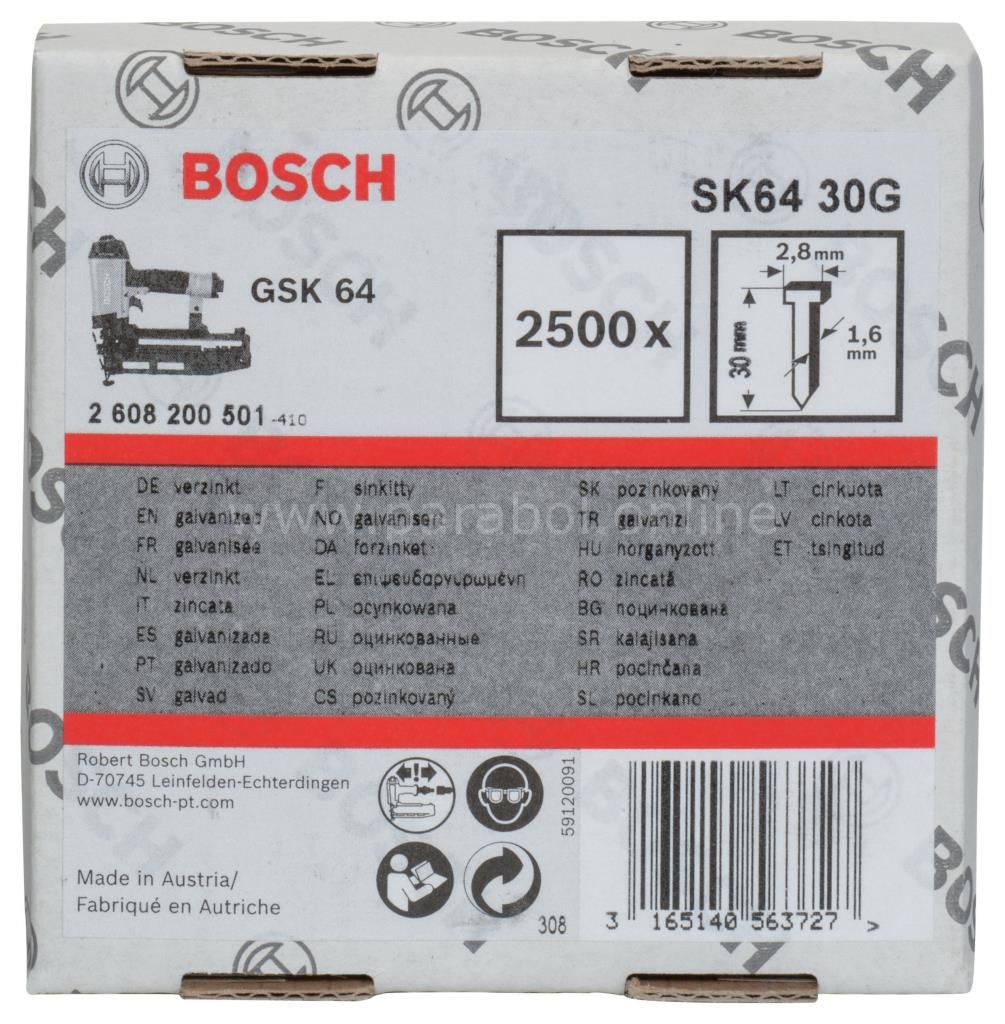 BOSCH
SK64 30G
BOSCH
GSK 64
2500 x
2,8 mm
30 mm
1,6 mm
2 608 200 501 -410
DE verzinkt F sinkitty SK pozinkovaný LT cinkuota
EN galvanized NO galvanisert TR galvanizli LV cinkota
FR galvanisée DA forzinket HU horganyzott ET tsingitud
NL verzinkt EL επιψευδαργυρωμένη RO zincată
IT zincata PL ocynkowana BG поцинкована
ES galvanizada RU оцинкованные SR kalajisana
PT galvanizado UK оцинкована HR pocinčana
SV galvad CS pozinkovaný SL pocinkano
Robert Bosch GmbH
D-70745 Leinfelden-Echterdingen
www.bosch-pt.com
Made in Austria/
Fabriqué en Autriche
59120091
308
3 165140 563727 >